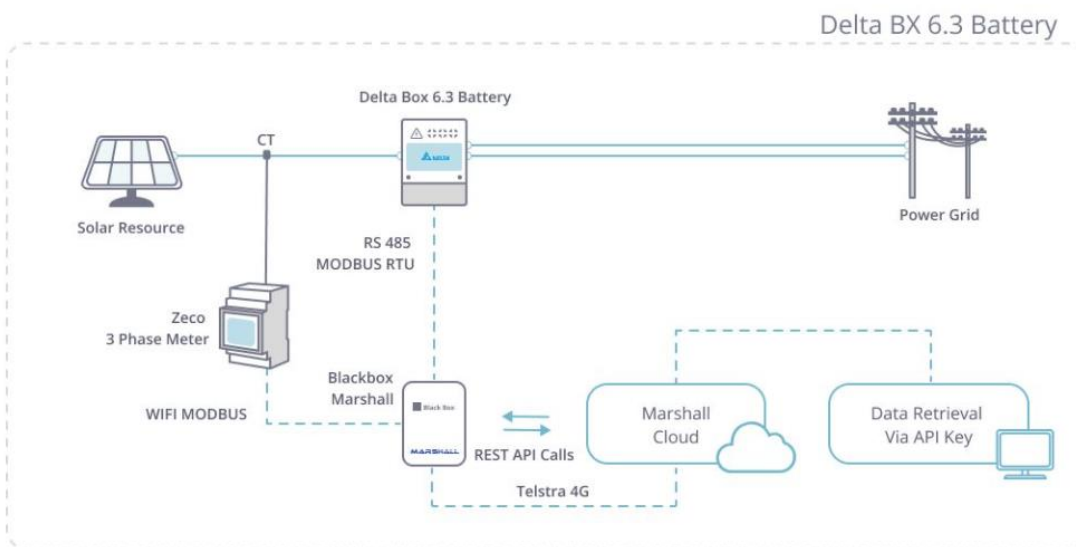 Delta BX 6.3 Battery
Delta Box 6.3 Battery
CT
Solar Resource
Power Grid
RS 485
MODBUS RTU
Zeco
3 Phase Meter
Blackbox
Marshall
WIFI MODBUS
Black Box
MARSHALL
REST API Calls
Marshall
Cloud
Data Retrieval
Via API Key
Telstra 4G